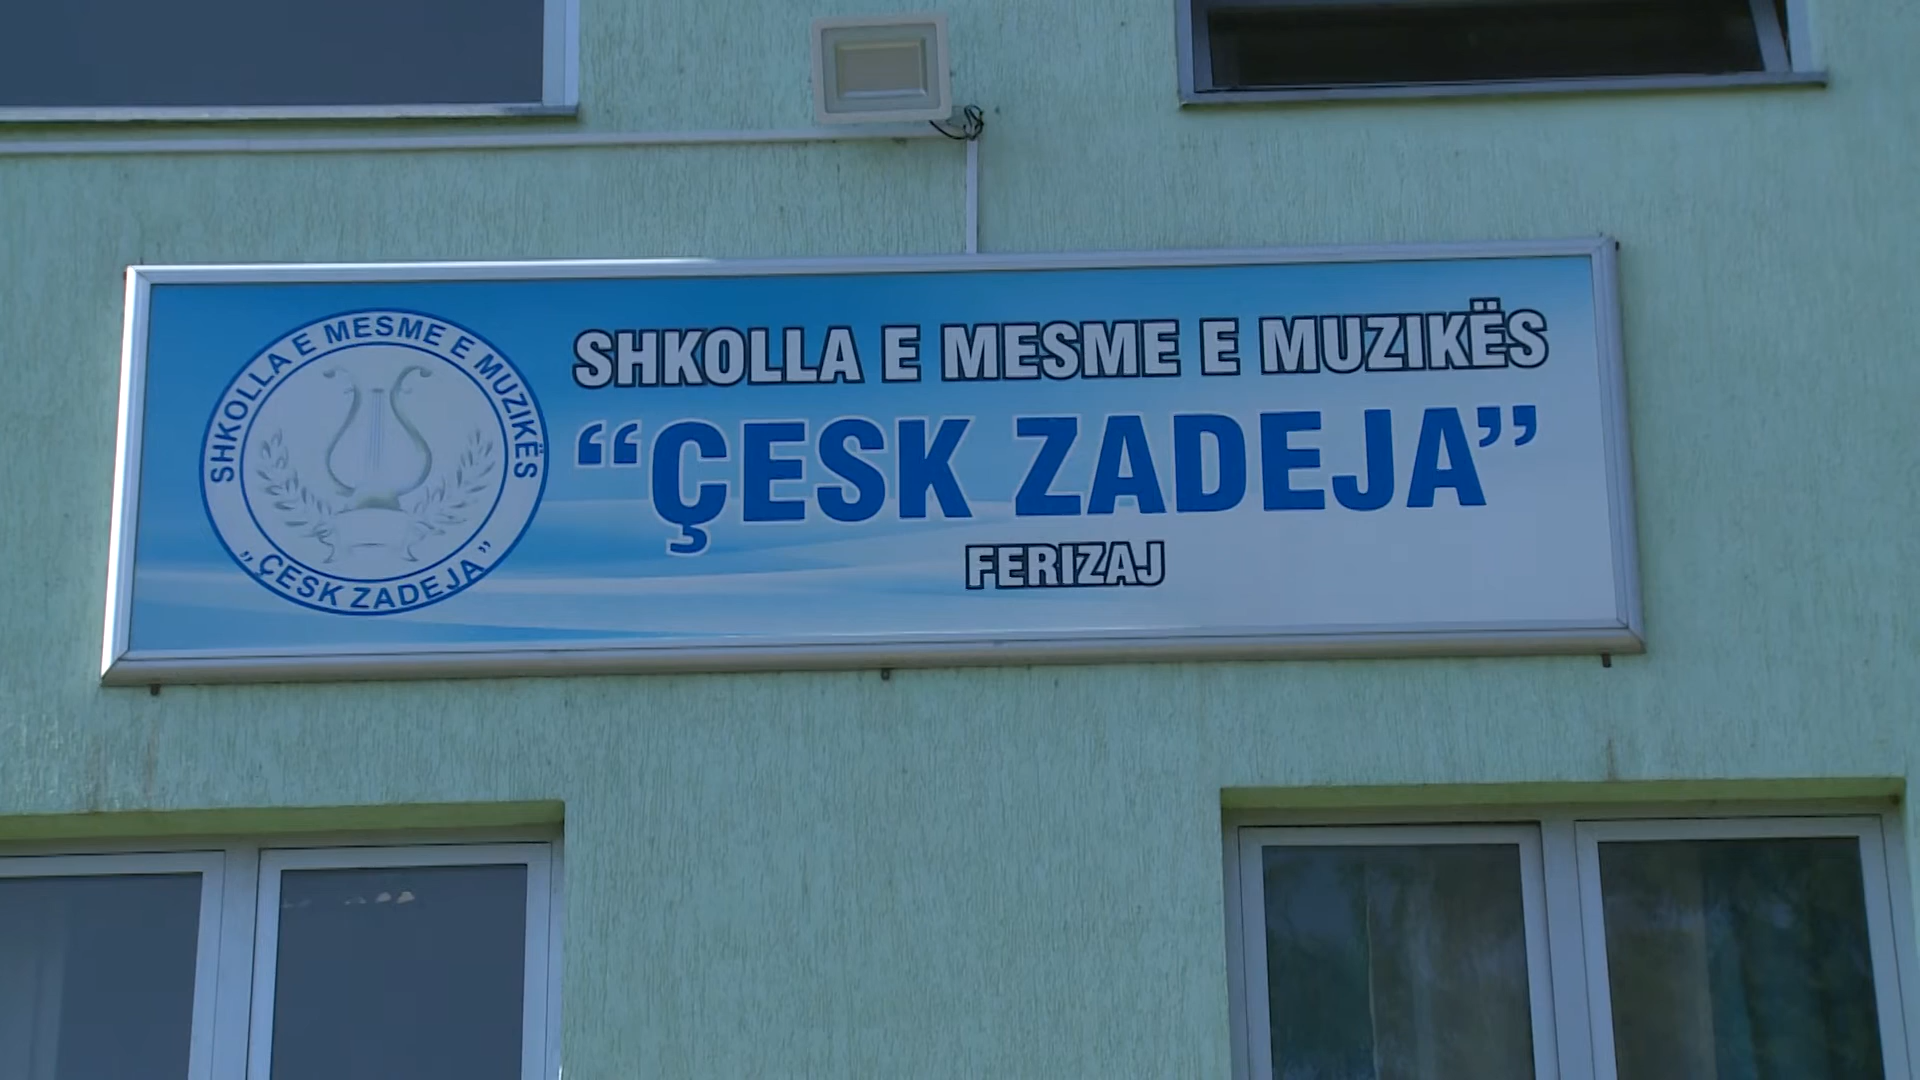 SHKOLLA E MESME E MUZIKËS
„ÇESK ZADEJA”
SHKOLLA E MESME E MUZIKËS
“ÇESK ZADEJA”
FERIZAJ